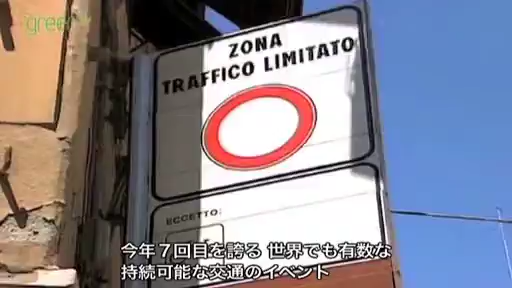 green
ZONA
TRAFFICO LIMITATO
ECCETTO:
今年７回目を誇る 世界でも有数な
持続可能な交通のイベント